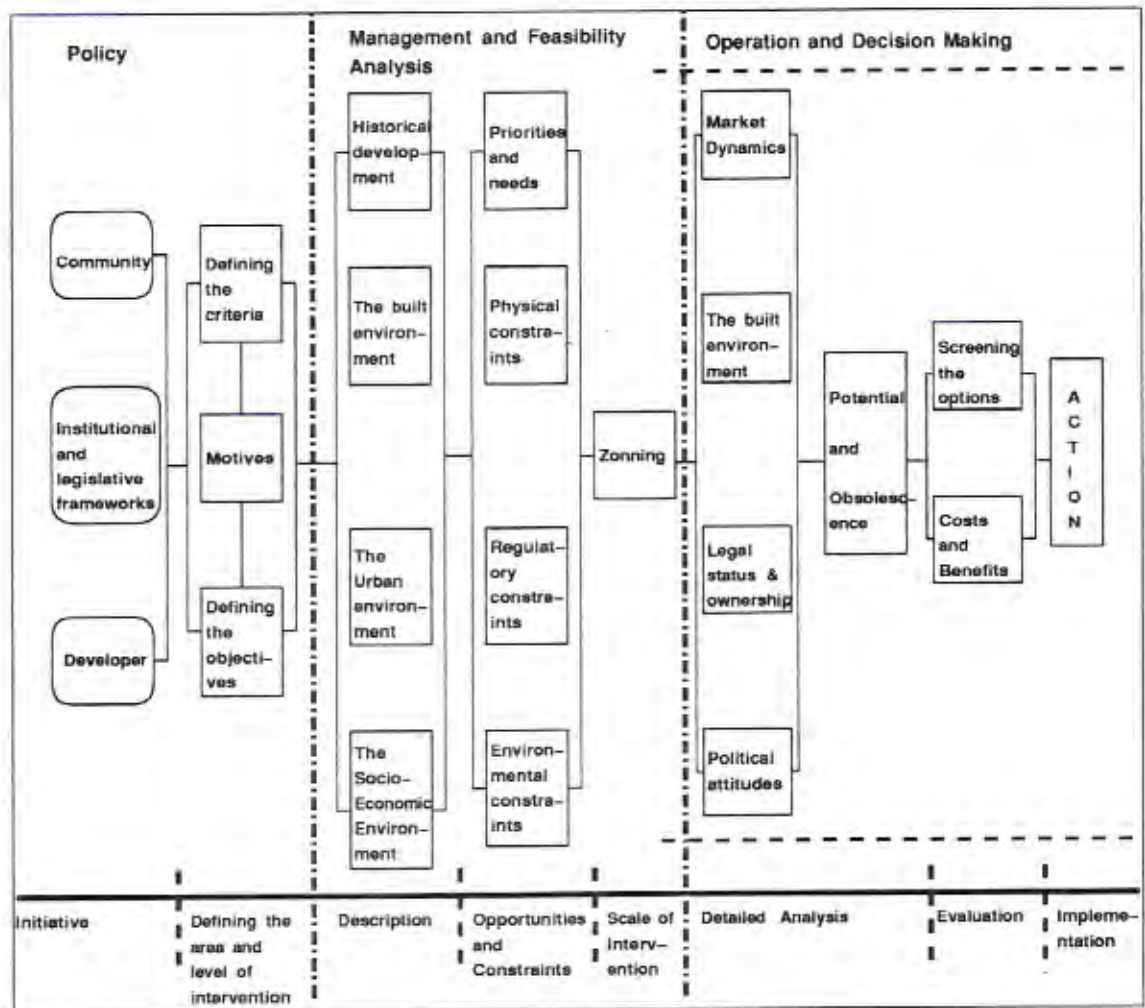 Policy
Management and Feasibility
Analysis
Operation and Decision Making
Community
Institutional
and
legislative
frameworks
Developer
Defining
the
criteria
Motives
Defining
the
objecti-
ves
Historical
develop-
ment
The built
environ-
ment
The
Urban
environ-
ment
The
Socio-
Economic
Environ-
ment
Priorities
and
needs
Physical
constra-
ints
Regulat-
ory
constra-
ints
Environ-
mental
constra-
ints
Zonning
Market
Dynamics
The built
environ-
ment
Legal
status &
ownership
Political
attitudes
Potential
and
Obsolesc-
ence
Screening
the
options
Costs
and
Benefits
A
C
T
I
O
N
Initiative
Defining the
area and
level of
intervention
Description
Opportunities
and
Constraints
Scale of
Interv-
ention
Detailed Analysis
Evaluation
Impleme-
ntation